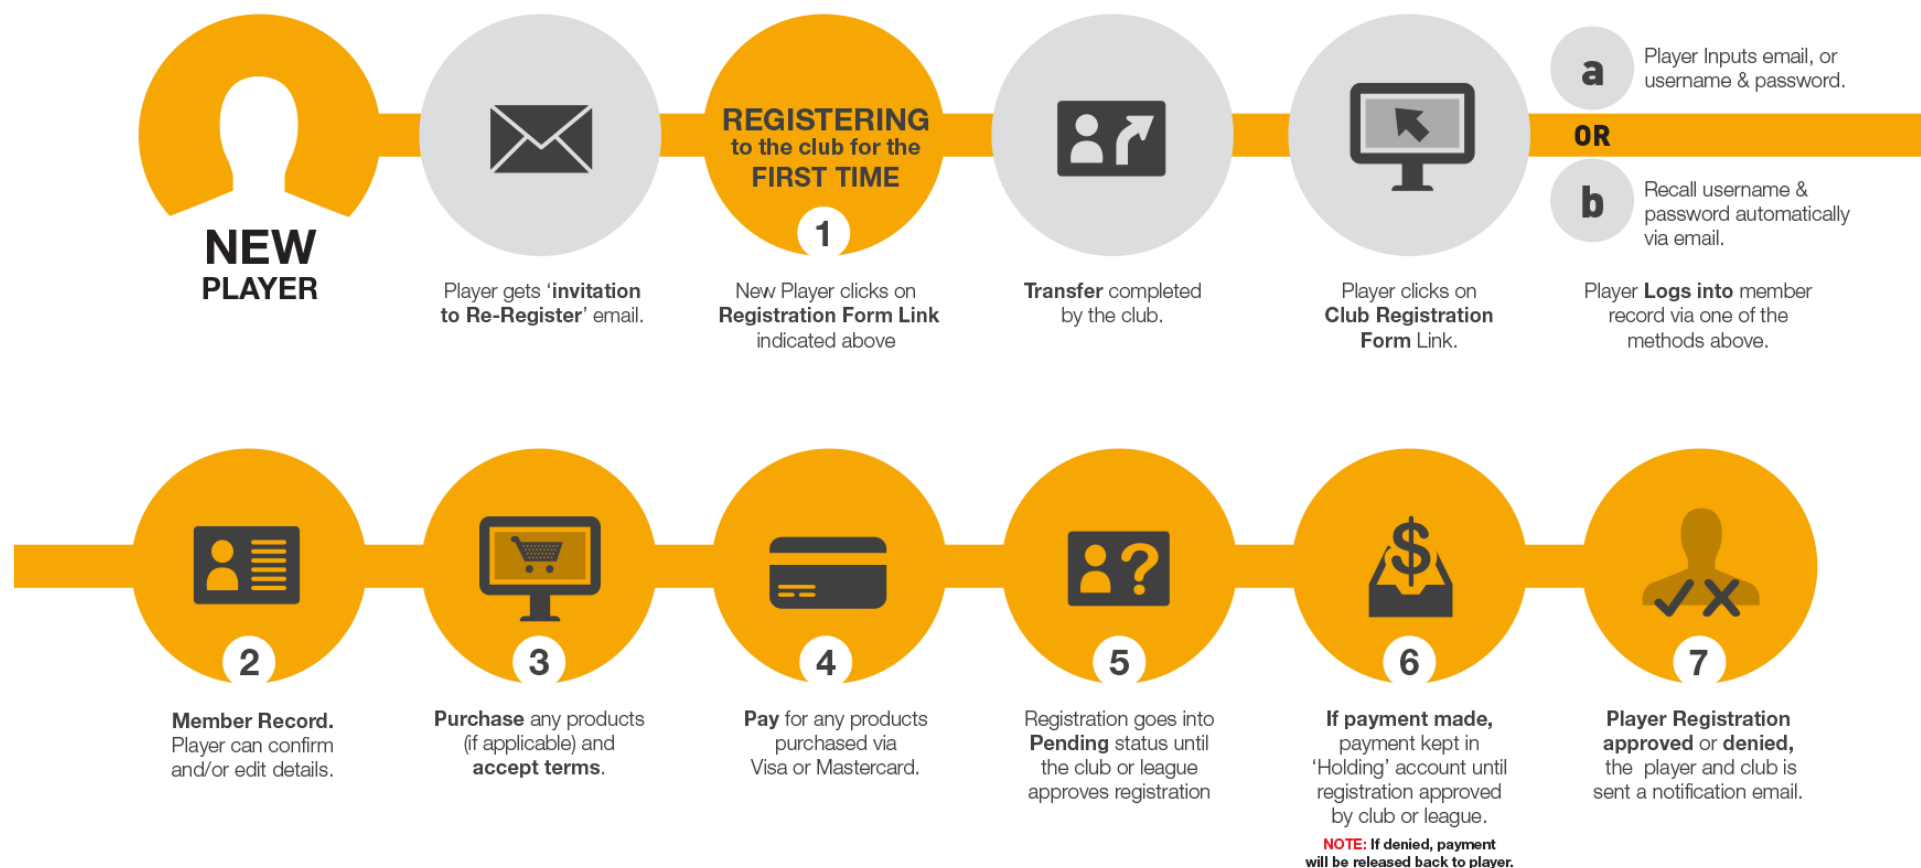 NEW
PLAYER
Player gets ‘invitation
to Re-Register’ email.
REGISTERING
to the club for the
FIRST TIME
1
New Player clicks on
Registration Form Link
indicated above
Transfer completed
by the club.
Player clicks on
Club Registration
Form Link.
a
Player Inputs email, or
username & password.
OR
b
Recall username &
password automatically
via email.
Player Logs into member
record via one of the
methods above.
2
Member Record.
Player can confirm
and/or edit details.
3
Purchase any products
(if applicable) and
accept terms.
4
Pay for any products
purchased via
Visa or Mastercard.
5
Registration goes into
Pending status until
the club or league
approves registration
$
6
If payment made,
payment kept in
‘Holding’ account until
registration approved
by club or league.
NOTE: If denied, payment
will be released back to player.
7
Player Registration
approved or denied,
the player and club is
sent a notification email.